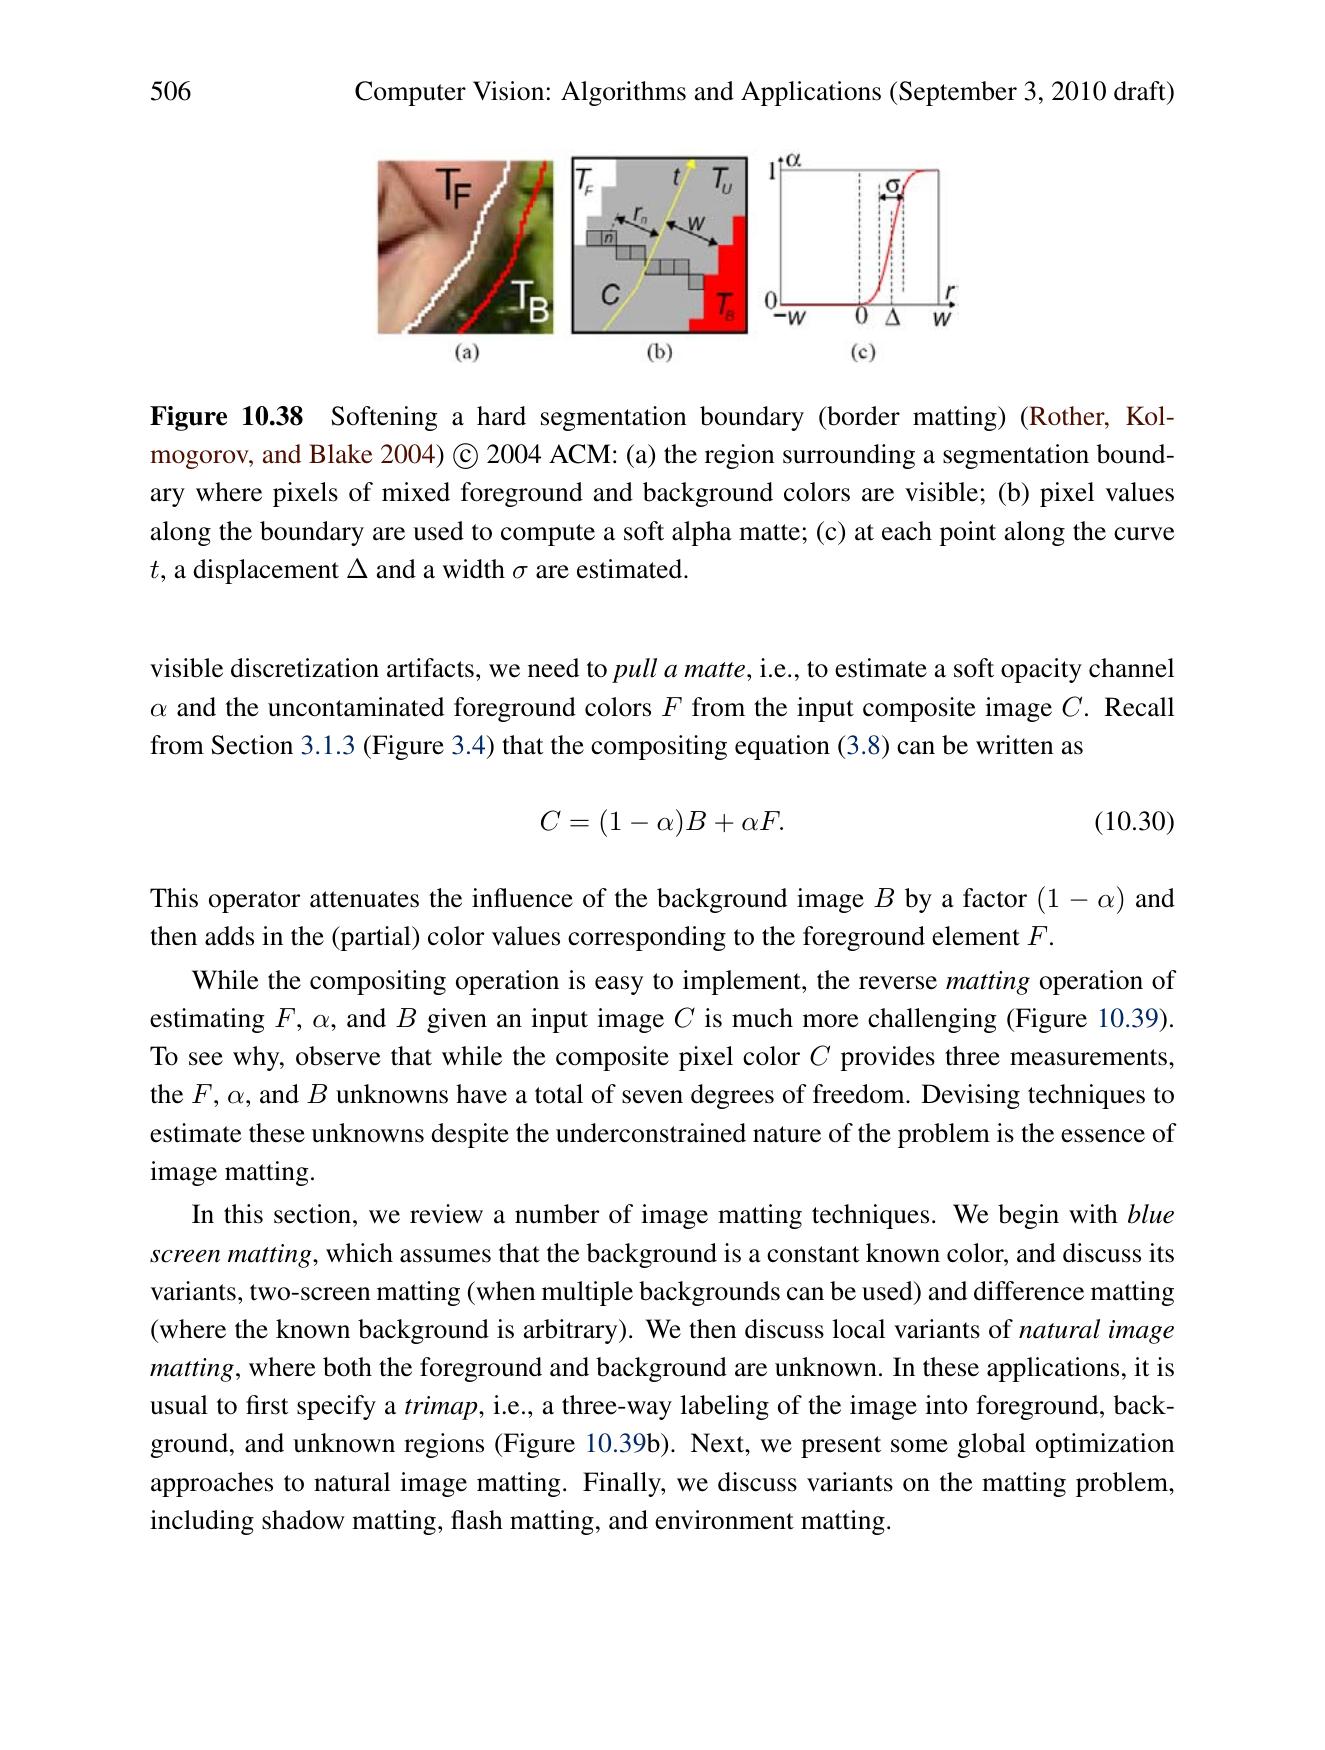 506 Computer Vision: Algorithms and Applications (September 3, 2010 draft)
T_F
T_B
(a)
T_F
t
T_U
r_n
w
n
C
T_B
(b)
1
α
σ
0
r
−w
0
Δ
w
(c)
Figure 10.38 Softening a hard segmentation boundary (border matting) (Rother, Kol-
mogorov, and Blake 2004) © 2004 ACM: (a) the region surrounding a segmentation bound-
ary where pixels of mixed foreground and background colors are visible; (b) pixel values
along the boundary are used to compute a soft alpha matte; (c) at each point along the curve
t, a displacement Δ and a width σ are estimated.
visible discretization artifacts, we need to pull a matte, i.e., to estimate a soft opacity channel
α and the uncontaminated foreground colors F from the input composite image C. Recall
from Section 3.1.3 (Figure 3.4) that the compositing equation (3.8) can be written as
C = (1 − α)B + αF. (10.30)
This operator attenuates the influence of the background image B by a factor (1 − α) and
then adds in the (partial) color values corresponding to the foreground element F.
While the compositing operation is easy to implement, the reverse matting operation of
estimating F, α, and B given an input image C is much more challenging (Figure 10.39).
To see why, observe that while the composite pixel color C provides three measurements,
the F, α, and B unknowns have a total of seven degrees of freedom. Devising techniques to
estimate these unknowns despite the underconstrained nature of the problem is the essence of
image matting.
In this section, we review a number of image matting techniques. We begin with blue
screen matting, which assumes that the background is a constant known color, and discuss its
variants, two-screen matting (when multiple backgrounds can be used) and difference matting
(where the known background is arbitrary). We then discuss local variants of natural image
matting, where both the foreground and background are unknown. In these applications, it is
usual to first specify a trimap, i.e., a three-way labeling of the image into foreground, back-
ground, and unknown regions (Figure 10.39b). Next, we present some global optimization
approaches to natural image matting. Finally, we discuss variants on the matting problem,
including shadow matting, flash matting, and environment matting.